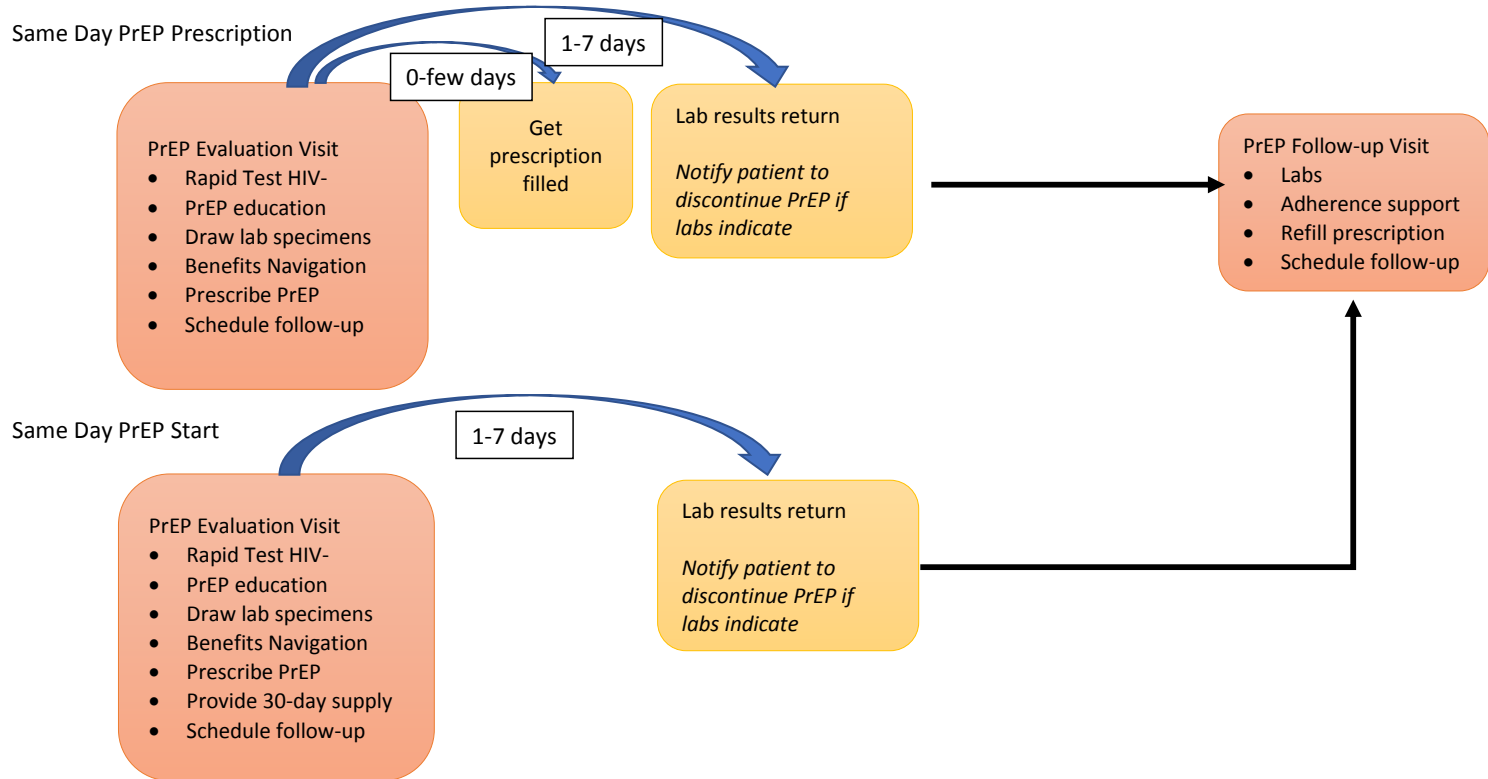 Same Day PrEP Prescription
1-7 days
0-few days
PrEP Evaluation Visit
• Rapid Test HIV-
• PrEP education
• Draw lab specimens
• Benefits Navigation
• Prescribe PrEP
• Schedule follow-up
Get
prescription
filled
Lab results return
Notify patient to
discontinue PrEP if
labs indicate
PrEP Follow-up Visit
• Labs
• Adherence support
• Refill prescription
• Schedule follow-up
Same Day PrEP Start
1-7 days
PrEP Evaluation Visit
• Rapid Test HIV-
• PrEP education
• Draw lab specimens
• Benefits Navigation
• Prescribe PrEP
• Provide 30-day supply
• Schedule follow-up
Lab results return
Notify patient to
discontinue PrEP if
labs indicate